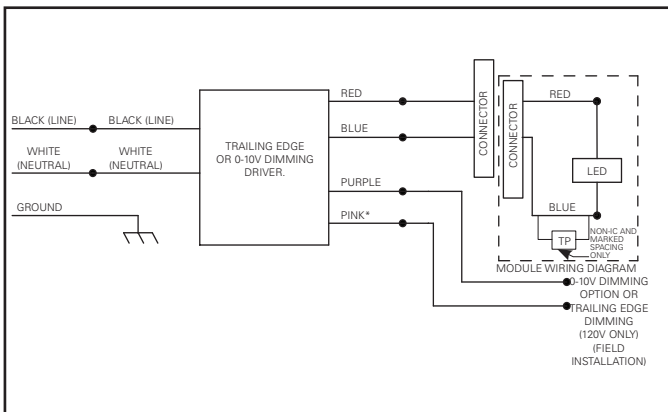 BLACK (LINE)
BLACK (LINE)
WHITE
(NEUTRAL)
WHITE
(NEUTRAL)
GROUND
TRAILING EDGE
OR 0-10V DIMMING
DRIVER.
RED
BLUE
PURPLE
PINK*
CONNECTOR
CONNECTOR
RED
LED
BLUE
TP
NON-IC AND
MARKED
SPACING
ONLY
MODULE WIRING DIAGRAM
0-10V DIMMING
OPTION OR
TRAILING EDGE
DIMMING
(120V ONLY)
(FIELD
INSTALLATION)